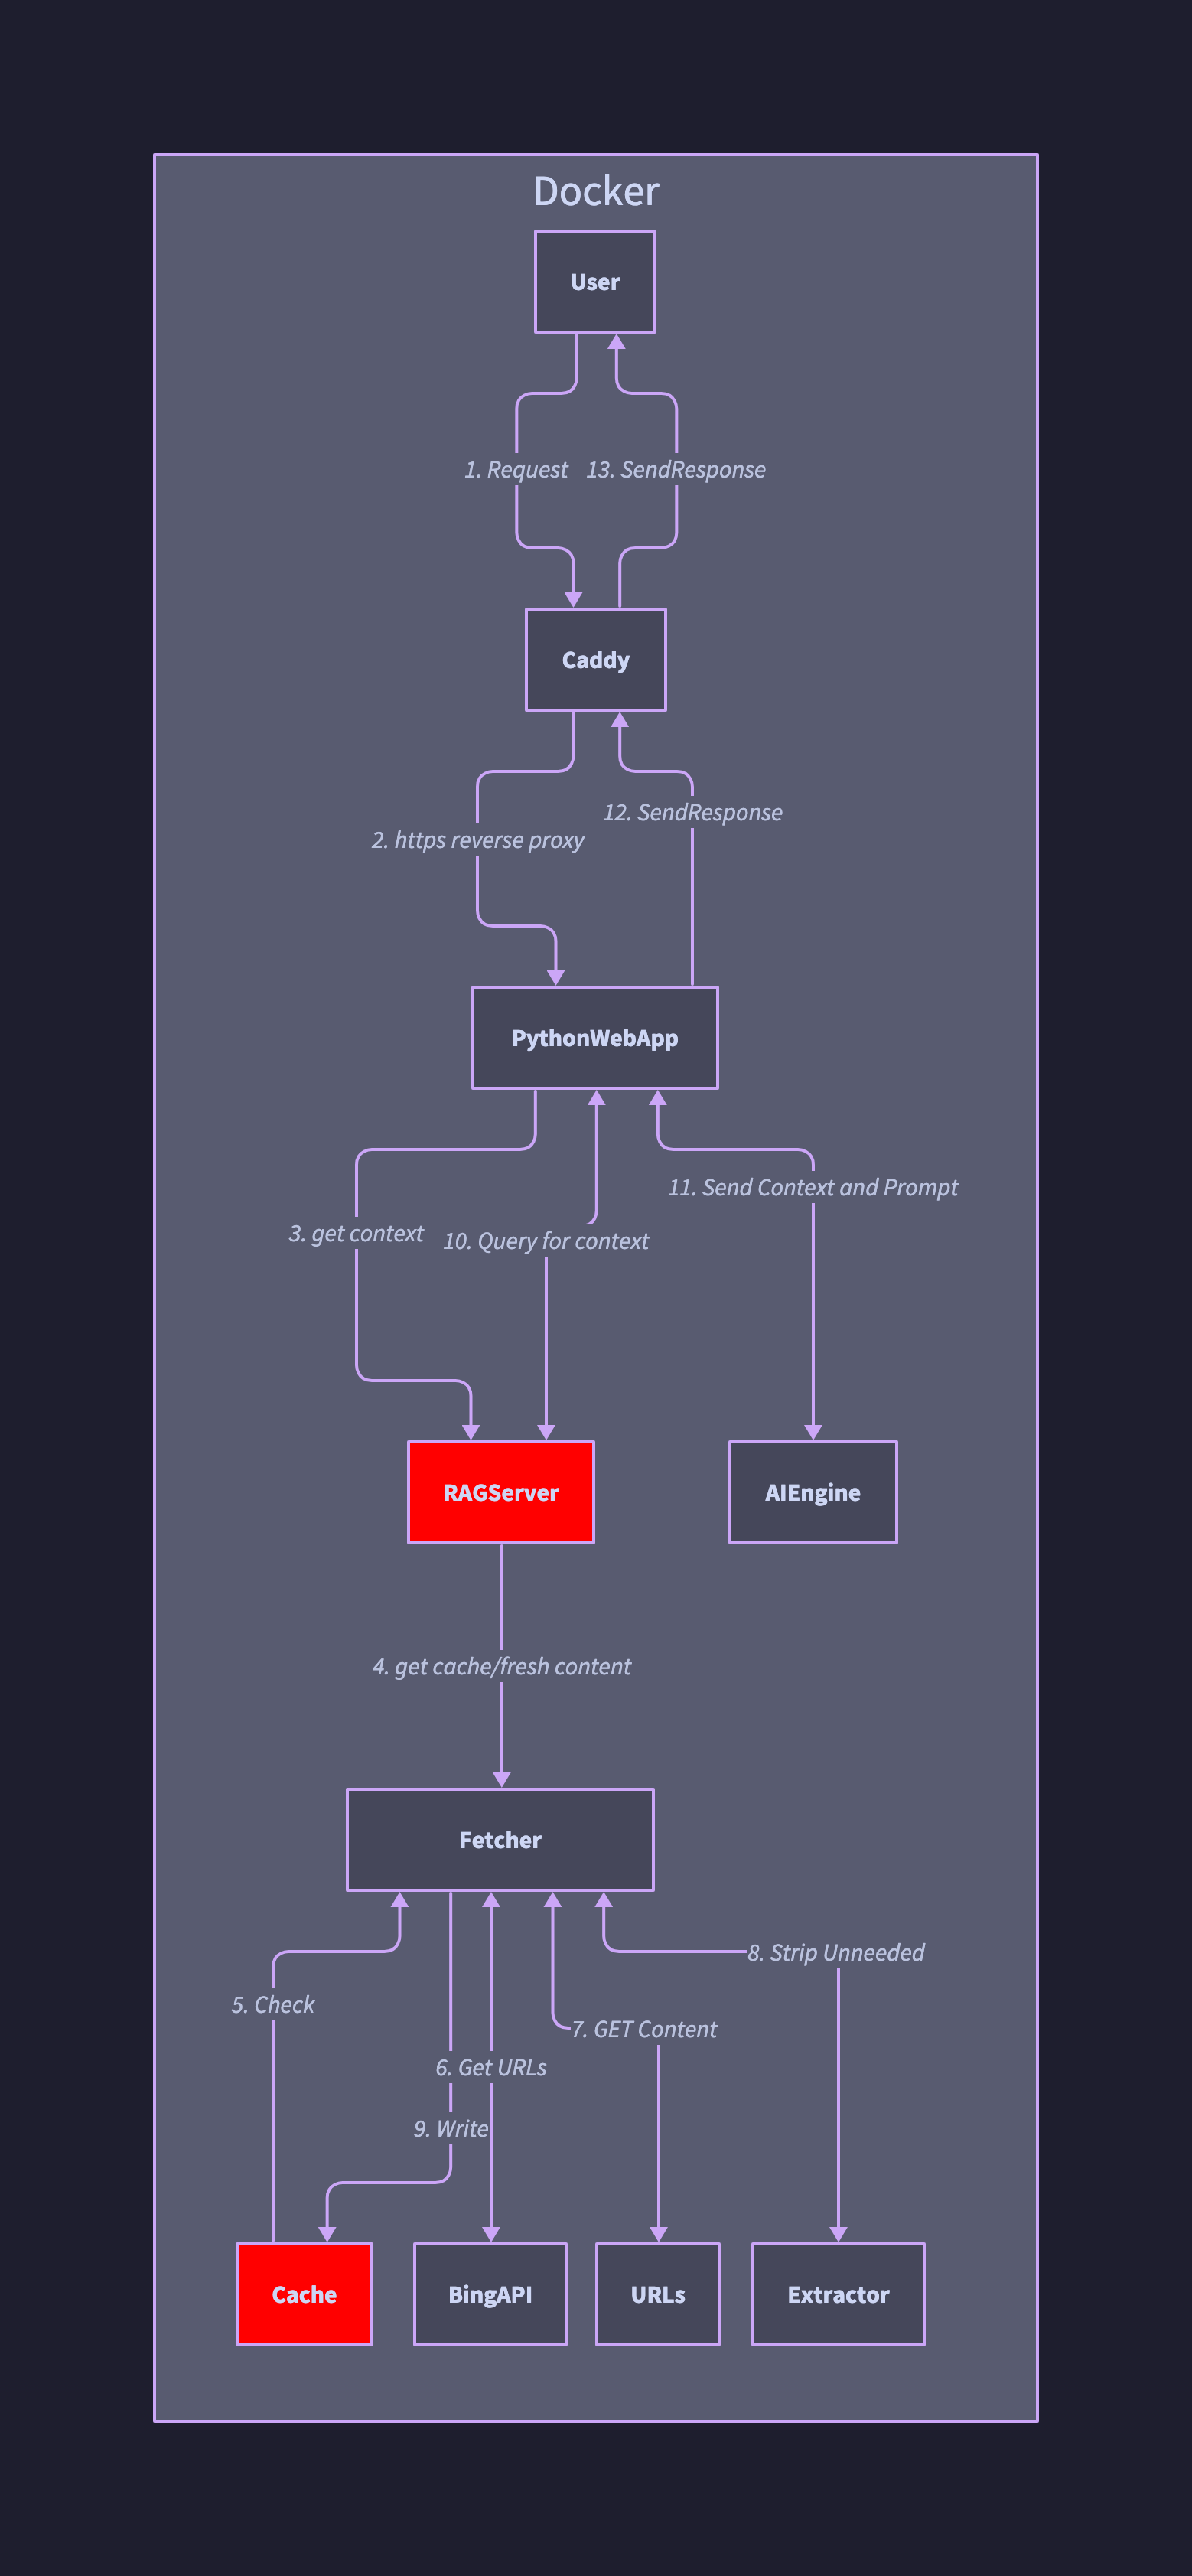 Docker
User
1. Request
13. SendResponse
Caddy
12. SendResponse
2. https reverse proxy
PythonWebApp
11. Send Context and Prompt
3. get context
10. Query for context
RAGServer
AIEngine
4. get cache/fresh content
Fetcher
8. Strip Unneeded
5. Check
7. GET Content
6. Get URLs
9. Write
Cache
BingAPI
URLs
Extractor